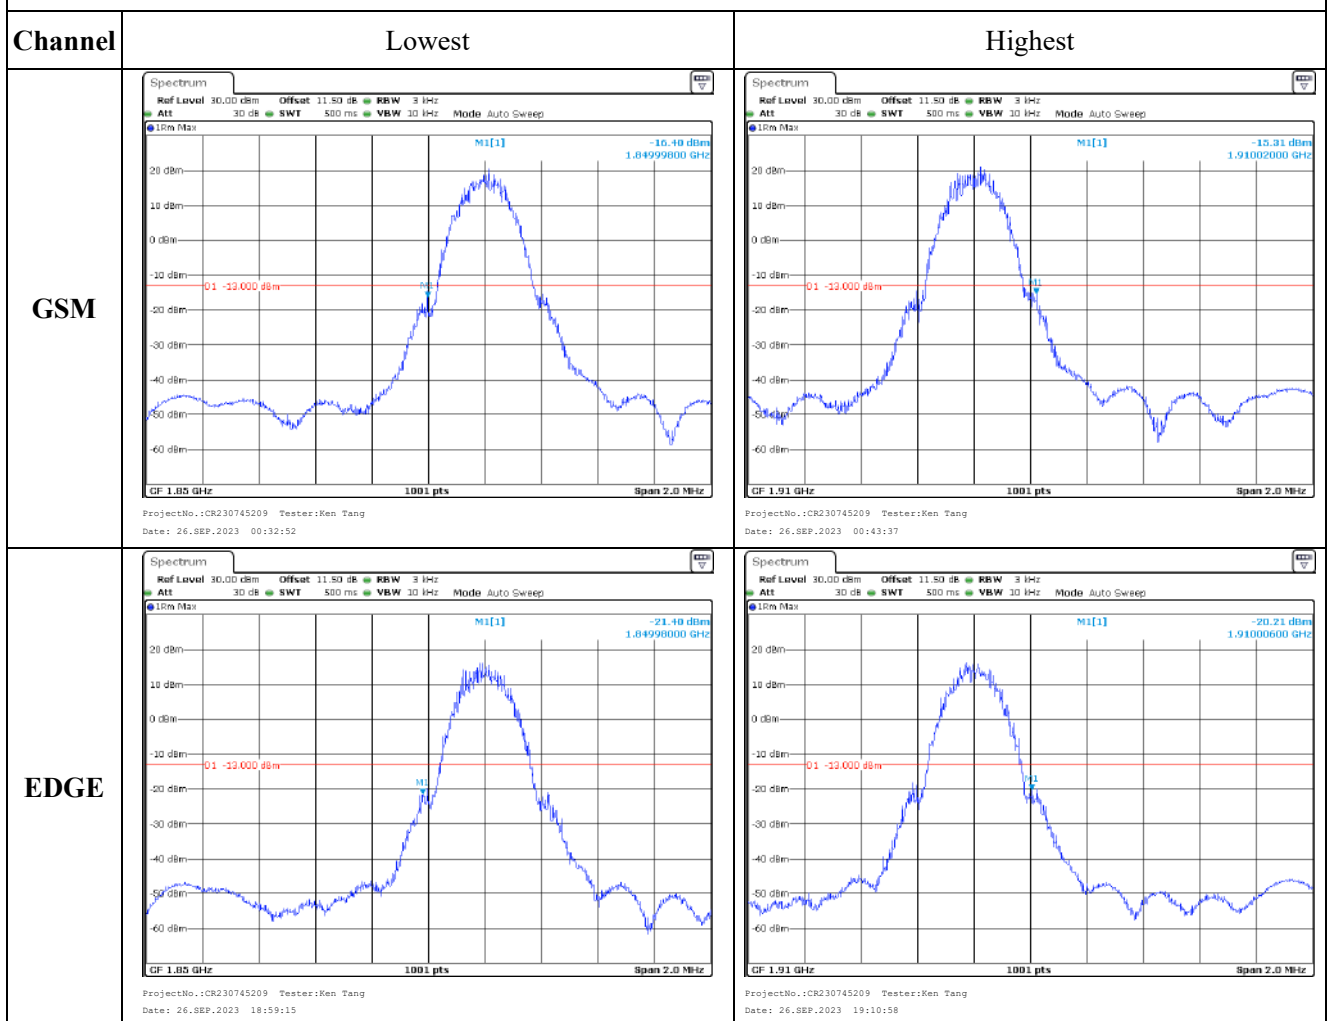 Channel Lowest Highest
GSM
Spectrum
Ref Level 30.00 dBm Offset 11.50 dB RBW 3 kHz
Att 30 dB SWT 500 ms VBW 10 kHz Mode Auto Sweep
1Rm Max
M1[1] -16.40 dBm
1.84999800 GHz
20 dBm
10 dBm
0 dBm
-10 dBm
D1 -13.000 dBm
M1
-20 dBm
-30 dBm
-40 dBm
-50 dBm
-60 dBm
CF 1.85 GHz 1001 pts Span 2.0 MHz
ProjectNo.:CR230745209 Tester:Ken Tang
Date: 26.SEP.2023 00:32:52
Spectrum
Ref Level 30.00 dBm Offset 11.50 dB RBW 3 kHz
Att 30 dB SWT 500 ms VBW 10 kHz Mode Auto Sweep
1Rm Max
M1[1] -15.31 dBm
1.91002000 GHz
20 dBm
10 dBm
0 dBm
-10 dBm
D1 -13.000 dBm
M1
-20 dBm
-30 dBm
-40 dBm
-50 dBm
-60 dBm
CF 1.91 GHz 1001 pts Span 2.0 MHz
ProjectNo.:CR230745209 Tester:Ken Tang
Date: 26.SEP.2023 00:43:37
EDGE
Spectrum
Ref Level 30.00 dBm Offset 11.50 dB RBW 3 kHz
Att 30 dB SWT 500 ms VBW 10 kHz Mode Auto Sweep
1Rm Max
M1[1] -21.40 dBm
1.84998000 GHz
20 dBm
10 dBm
0 dBm
-10 dBm
D1 -13.000 dBm
M1
-20 dBm
-30 dBm
-40 dBm
-50 dBm
-60 dBm
CF 1.85 GHz 1001 pts Span 2.0 MHz
ProjectNo.:CR230745209 Tester:Ken Tang
Date: 26.SEP.2023 18:59:15
Spectrum
Ref Level 30.00 dBm Offset 11.50 dB RBW 3 kHz
Att 30 dB SWT 500 ms VBW 10 kHz Mode Auto Sweep
1Rm Max
M1[1] -20.21 dBm
1.91000600 GHz
20 dBm
10 dBm
0 dBm
-10 dBm
D1 -13.000 dBm
M1
-20 dBm
-30 dBm
-40 dBm
-50 dBm
-60 dBm
CF 1.91 GHz 1001 pts Span 2.0 MHz
ProjectNo.:CR230745209 Tester:Ken Tang
Date: 26.SEP.2023 19:10:58